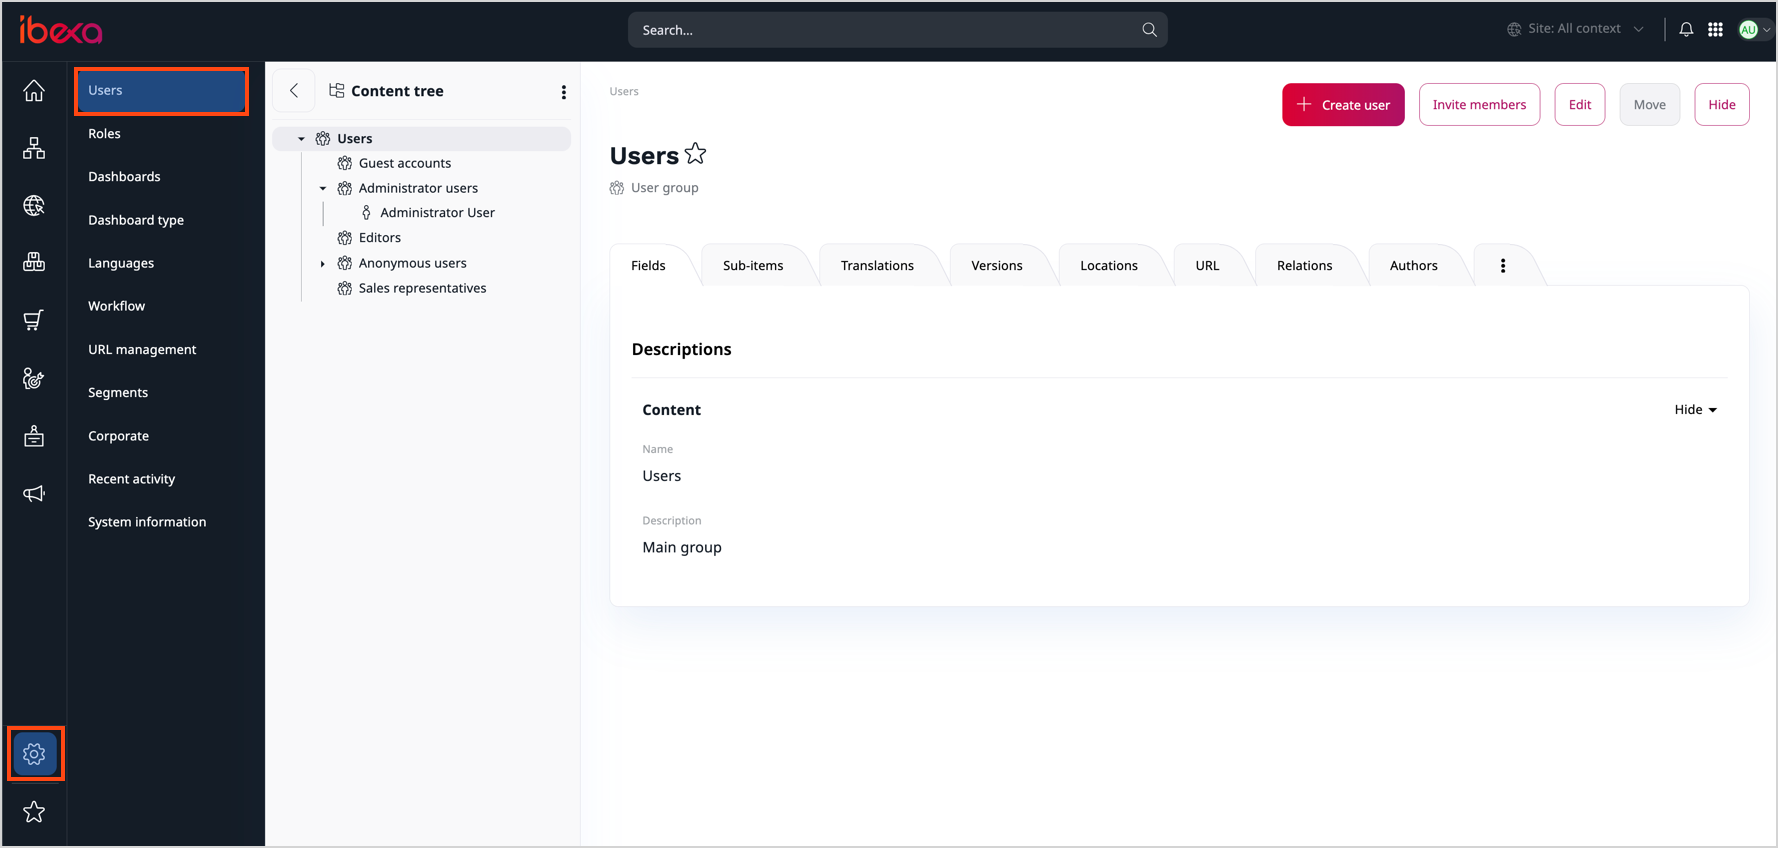 ibexa
Search...
Site: All context
AU
Users
Roles
Dashboards
Dashboard type
Languages
Workflow
URL management
Segments
Corporate
Recent activity
System information
Content tree
Users
Guest accounts
Administrator users
Administrator User
Editors
Anonymous users
Sales representatives
Users
Create user
Invite members
Edit
Move
Hide
Users
User group
Fields
Sub-items
Translations
Versions
Locations
URL
Relations
Authors
Descriptions
Content
Hide
Name
Users
Description
Main group